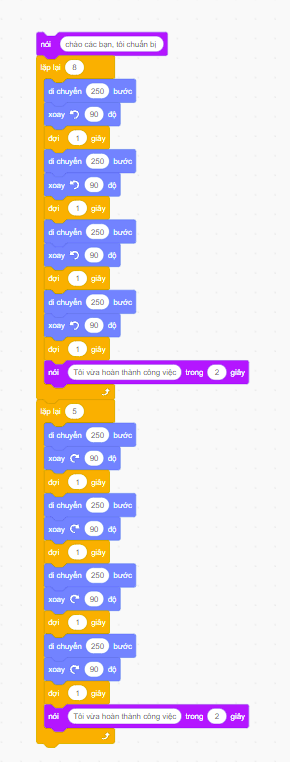 nói chào các bạn, tôi chuẩn bị
lặp lại 8
di chuyển 250 bước
xoay 90 độ
đợi 1 giây
di chuyển 250 bước
xoay 90 độ
đợi 1 giây
di chuyển 250 bước
xoay 90 độ
đợi 1 giây
di chuyển 250 bước
xoay 90 độ
đợi 1 giây
nói Tôi vừa hoàn thành công việc trong 2 giây
lặp lại 5
di chuyển 250 bước
xoay 90 độ
đợi 1 giây
di chuyển 250 bước
xoay 90 độ
đợi 1 giây
di chuyển 250 bước
xoay 90 độ
đợi 1 giây
di chuyển 250 bước
xoay 90 độ
đợi 1 giây
nói Tôi vừa hoàn thành công việc trong 2 giây